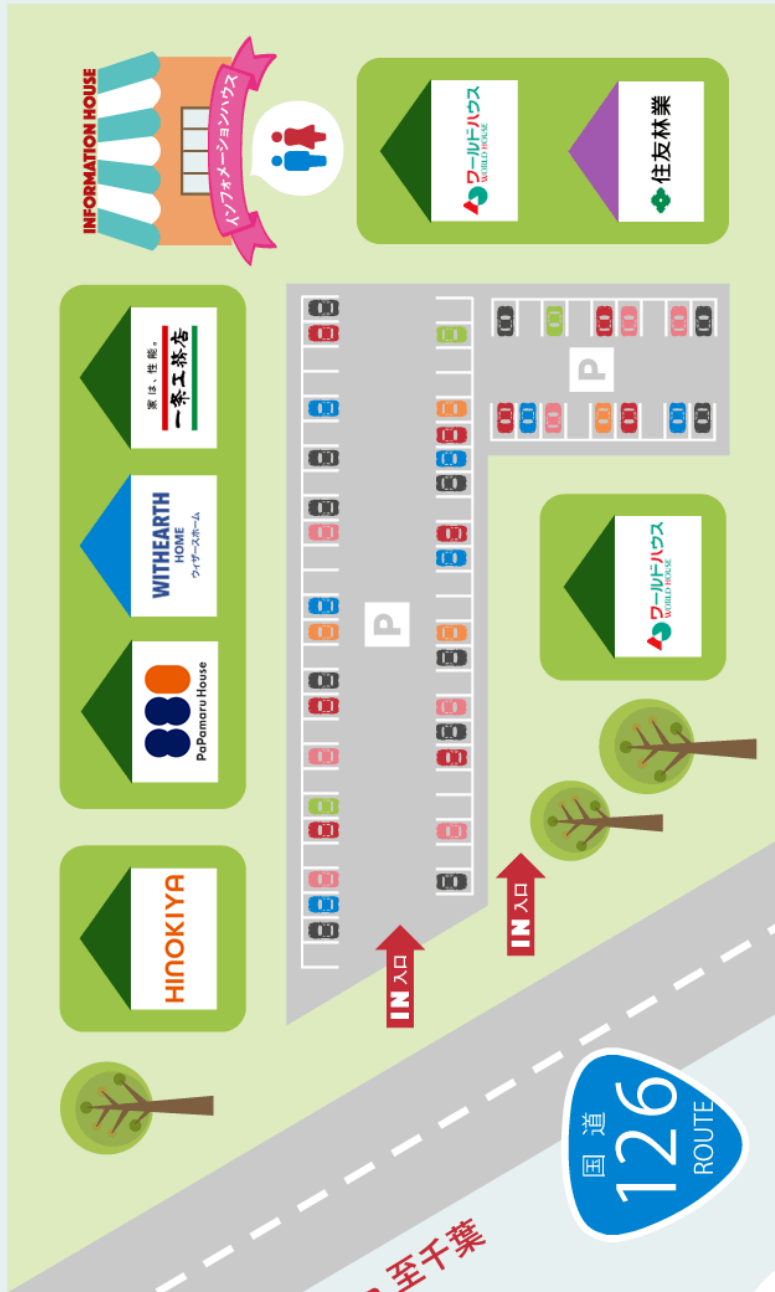 INFORMATION HOUSE
インフォメーションハウス
ワールドハウス
WORLD HOUSE
住友林業
家は、性能。
一条工務店
WITHEARTH
HOME
ウィザースホーム
PaPamaru House
HINOKIYA
P
P
ワールドハウス
WORLD HOUSE
IN 入口
IN 入口
国道
126
ROUTE
至千葉